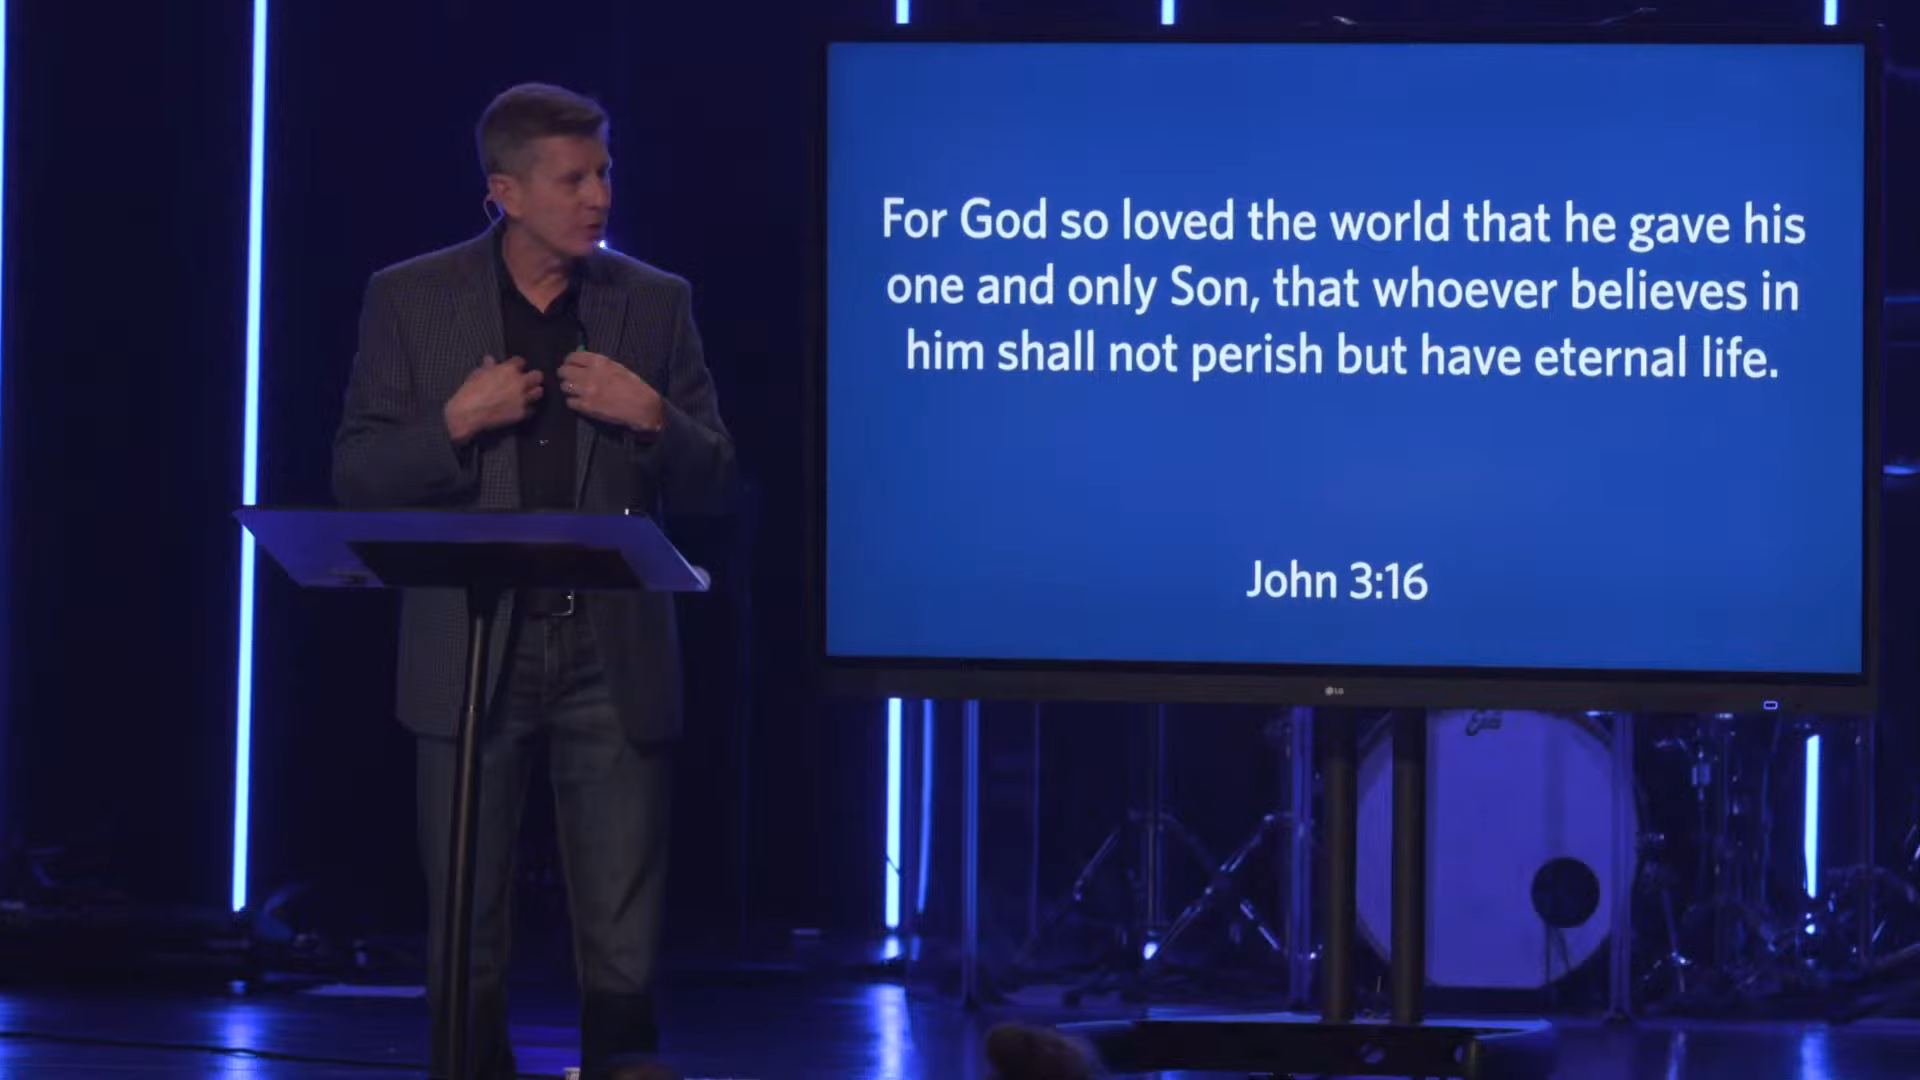 For God so loved the world that he gave his
one and only Son, that whoever believes in
him shall not perish but have eternal life.
John 3:16
LG